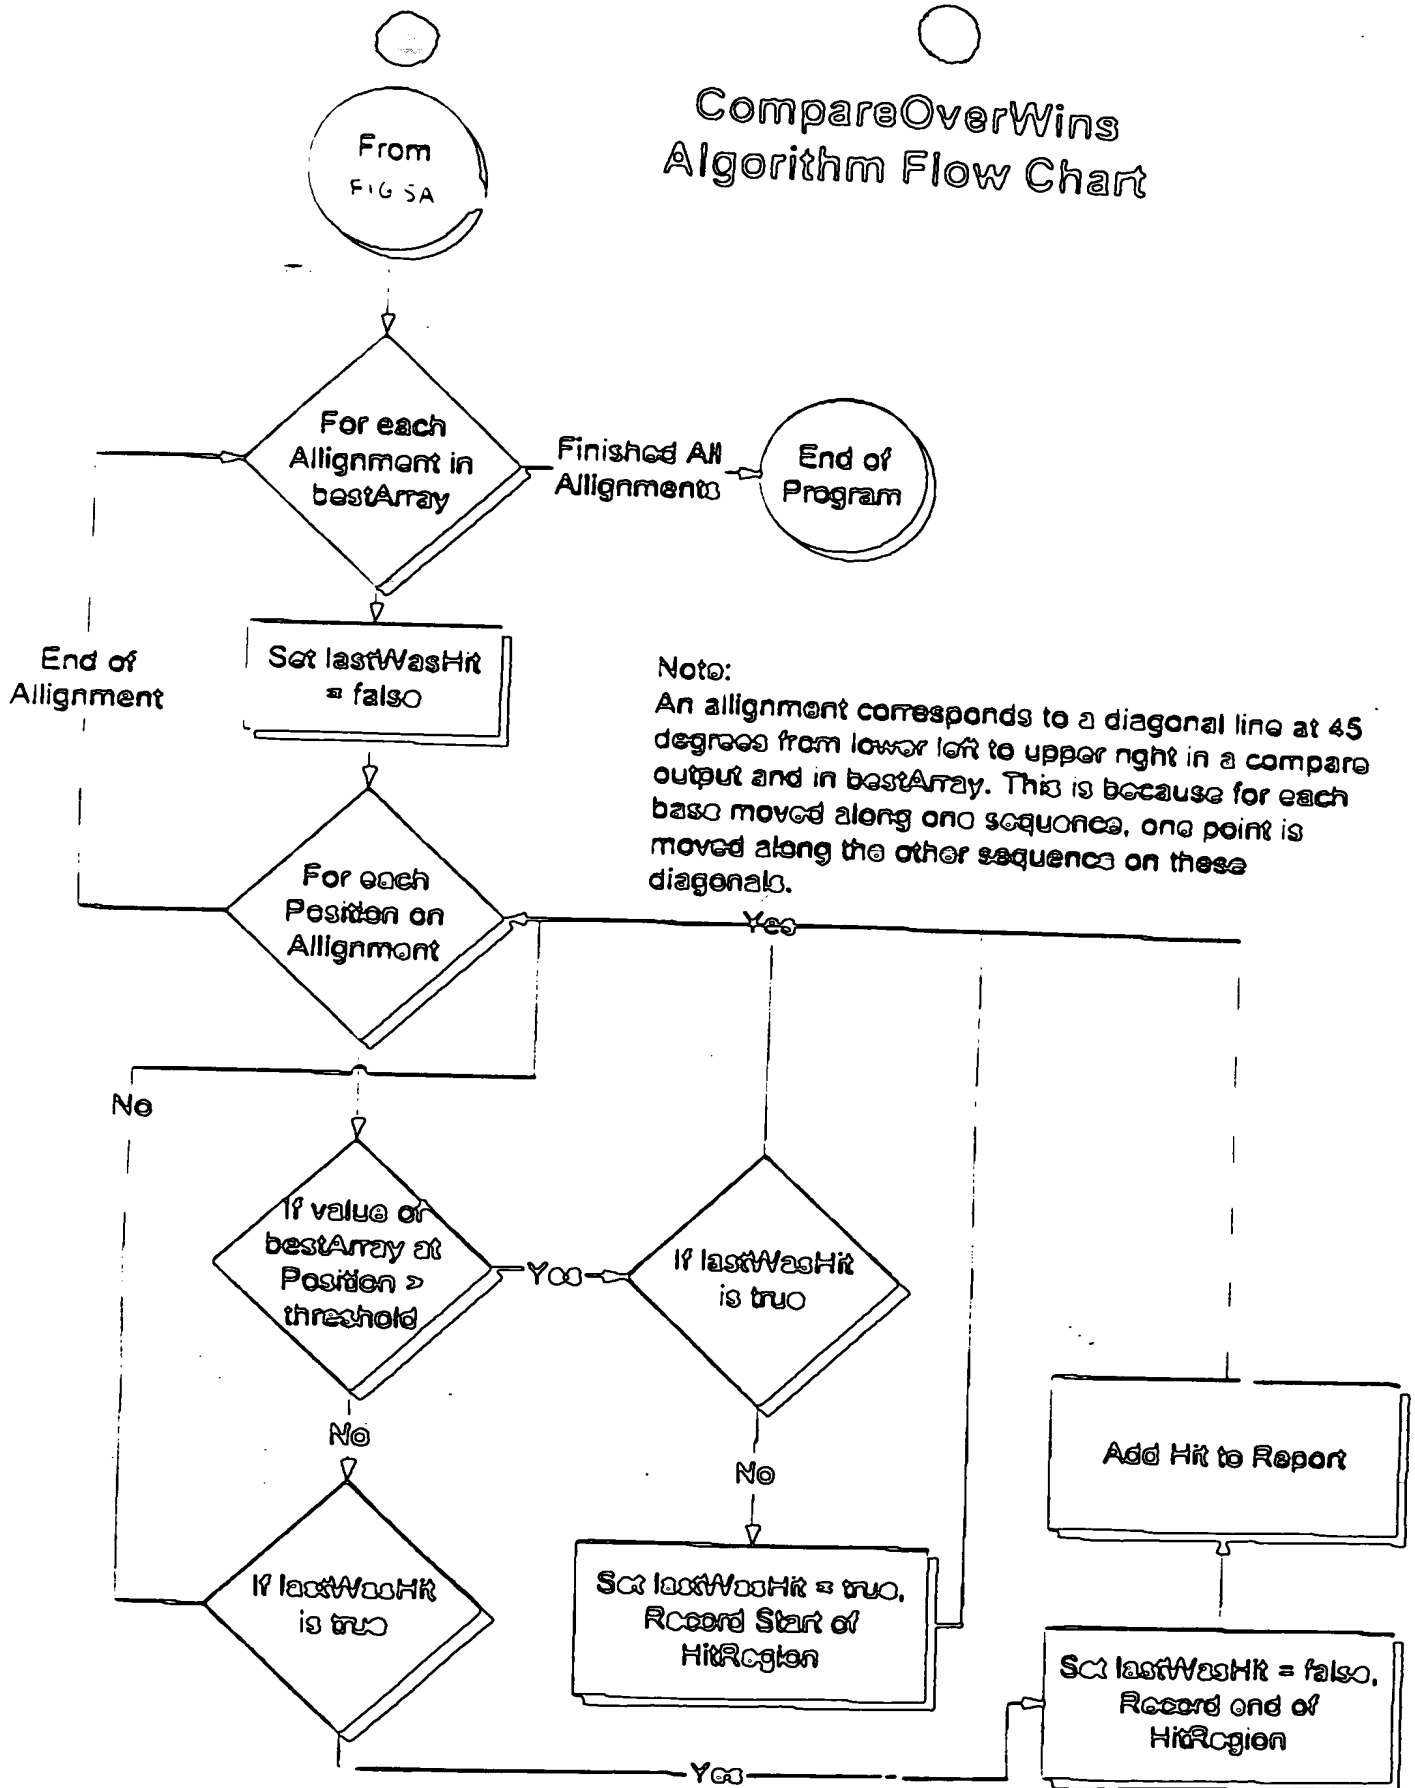 CompareOverWins
Algorithm Flow Chart
From
FIG 5A
For each
Allignment in
bestArray
Finished All
Allignments
End of
Program
End of
Allignment
Set lastWasHit
= false
Note:
An allignment corresponds to a diagonal line at 45
degrees from lower left to upper right in a compare
output and in bestArray. This is because for each
base moved along one sequence, one point is
moved along the other sequence on these
diagonals.
For each
Position on
Allignment
Yes
No
If value of
bestArray at
Position >
threshold
Yes
If lastWasHit
is true
No
No
Add Hit to Report
If lastWasHit
is true
Set lastWasHit = true,
Record Start of
HitRegion
Set lastWasHit = false,
Record end of
HitRegion
Yes